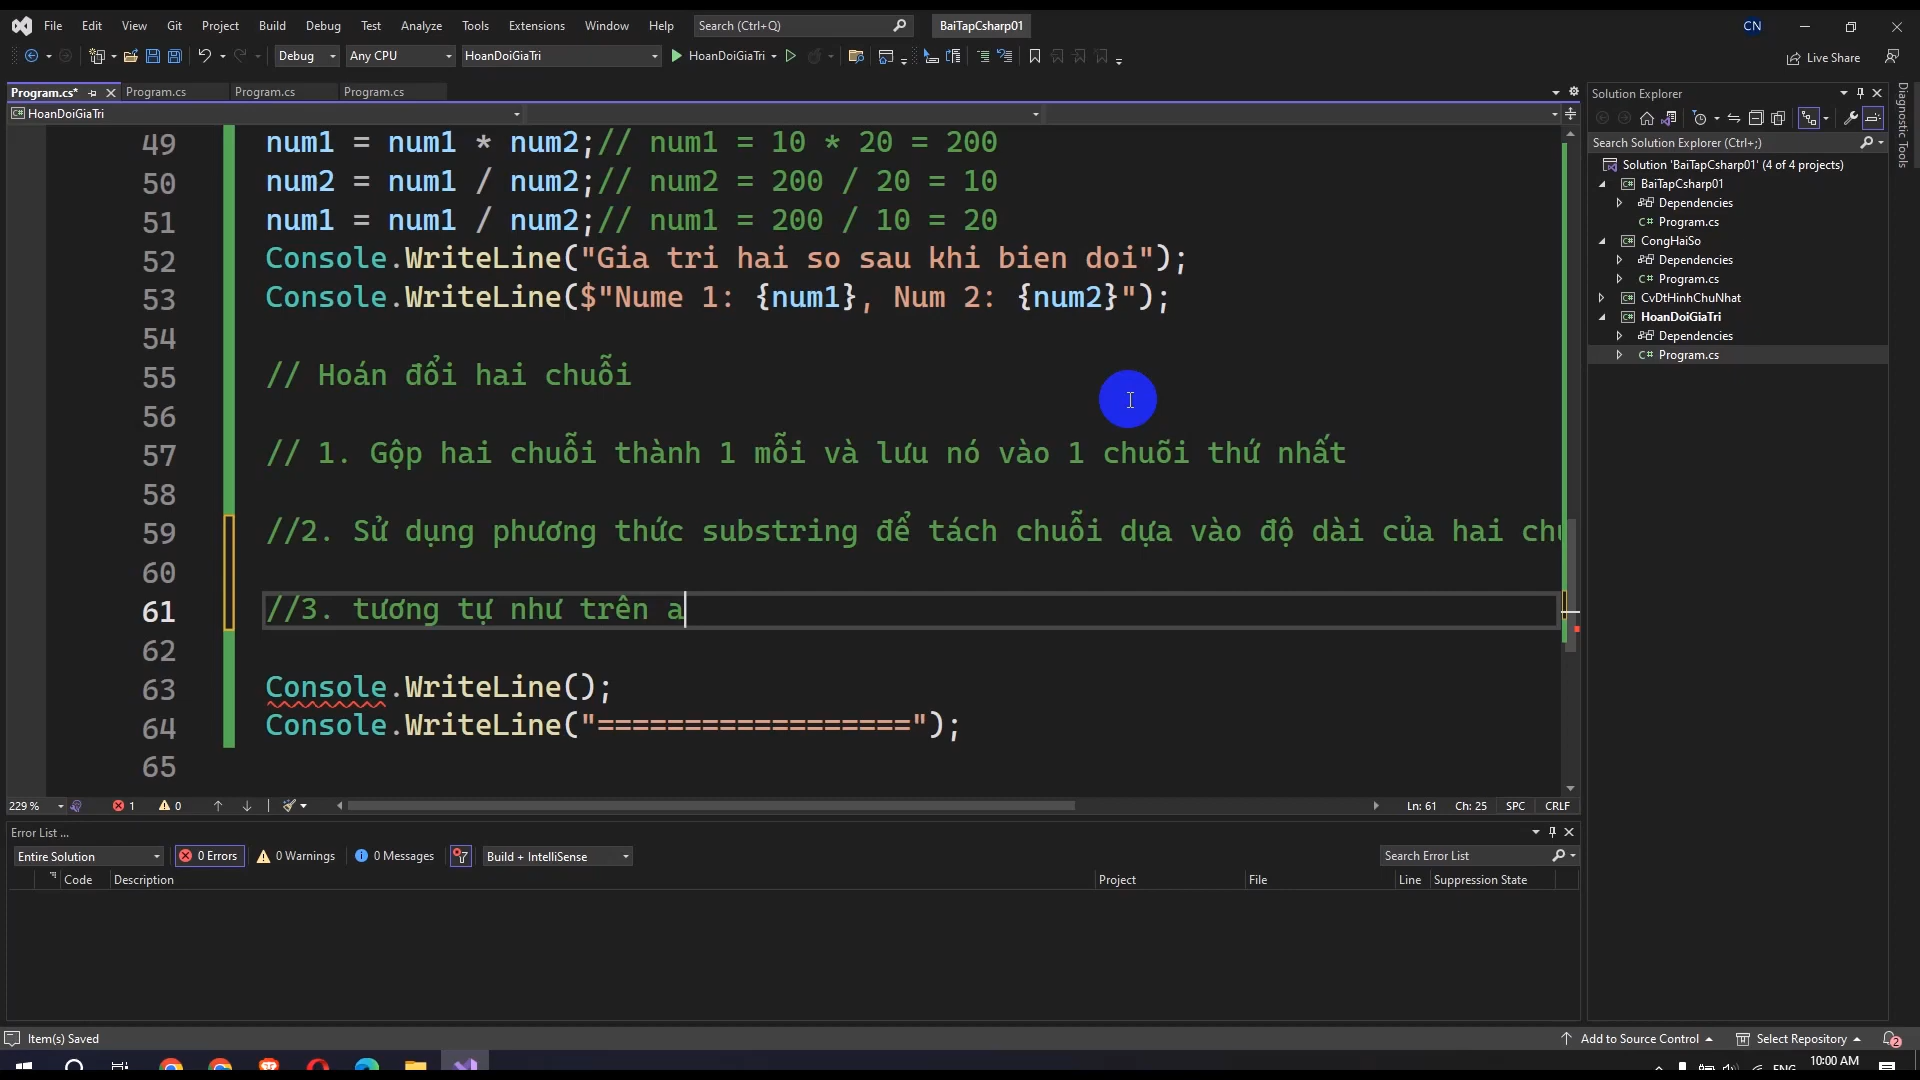 File Edit View Git Project Build Debug Test Analyze Tools Extensions Window Help Search (Ctrl+Q) BaiTapCsharp01 CN
Debug Any CPU HoanDoiGiaTri HoanDoiGiaTri Live Share
Program.cs* Program.cs Program.cs Program.cs
HoanDoiGiaTri
49 num1 = num1 * num2;// num1 = 10 * 20 = 200
50 num2 = num1 / num2;// num2 = 200 / 20 = 10
51 num1 = num1 / num2;// num1 = 200 / 10 = 20
52 Console.WriteLine("Gia tri hai so sau khi bien doi");
53 Console.WriteLine($"Nume 1: {num1}, Num 2: {num2}");
54
55 // Hoán đổi hai chuỗi
56
57 // 1. Gộp hai chuỗi thành 1 mỗi và lưu nó vào 1 chuõi thứ nhất
58
59 //2. Sử dụng phương thức substring để tách chuỗi dựa vào độ dài của hai
60
61 //3. tương tự như trên a
62
63 Console.WriteLine();
64 Console.WriteLine("==================");
65
229 % 1 0 Ln: 61 Ch: 25 SPC CRLF
Error List ...
Entire Solution 0 Errors 0 Warnings 0 Messages Build + IntelliSense Search Error List
Code Description Project File Line Suppression State
Solution Explorer
Search Solution Explorer (Ctrl+;)
Solution 'BaiTapCsharp01' (4 of 4 projects)
BaiTapCsharp01
Dependencies
C# Program.cs
CongHaiSo
Dependencies
C# Program.cs
CvDtHinhChuNhat
HoanDoiGiaTri
Dependencies
C# Program.cs
Diagnostic Tools
Item(s) Saved Add to Source Control Select Repository 2
10:00 AM
ENG